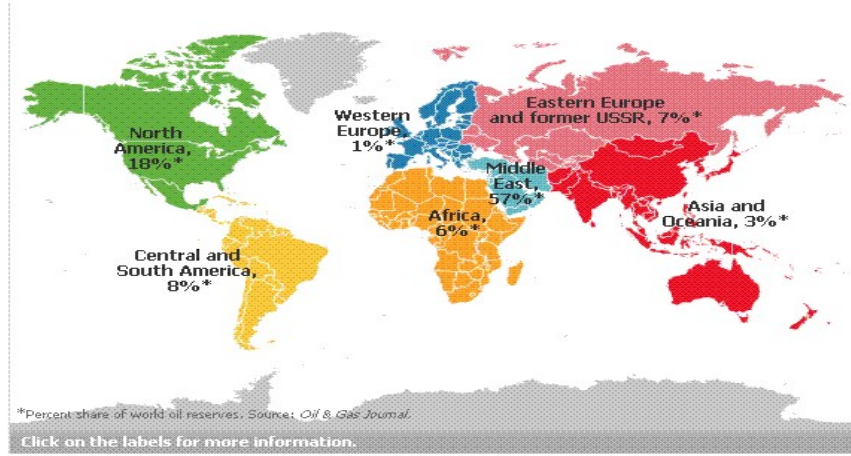 North
America,
18%*
Western
Europe,
1%*
Eastern Europe
and former USSR, 7%*
Middle
East,
57%*
Africa,
6%*
Asia and
Oceania, 3%*
Central and
South America,
8%*
*Percent share of world oil reserves. Source: Oil & Gas Journal.
Click on the labels for more information.